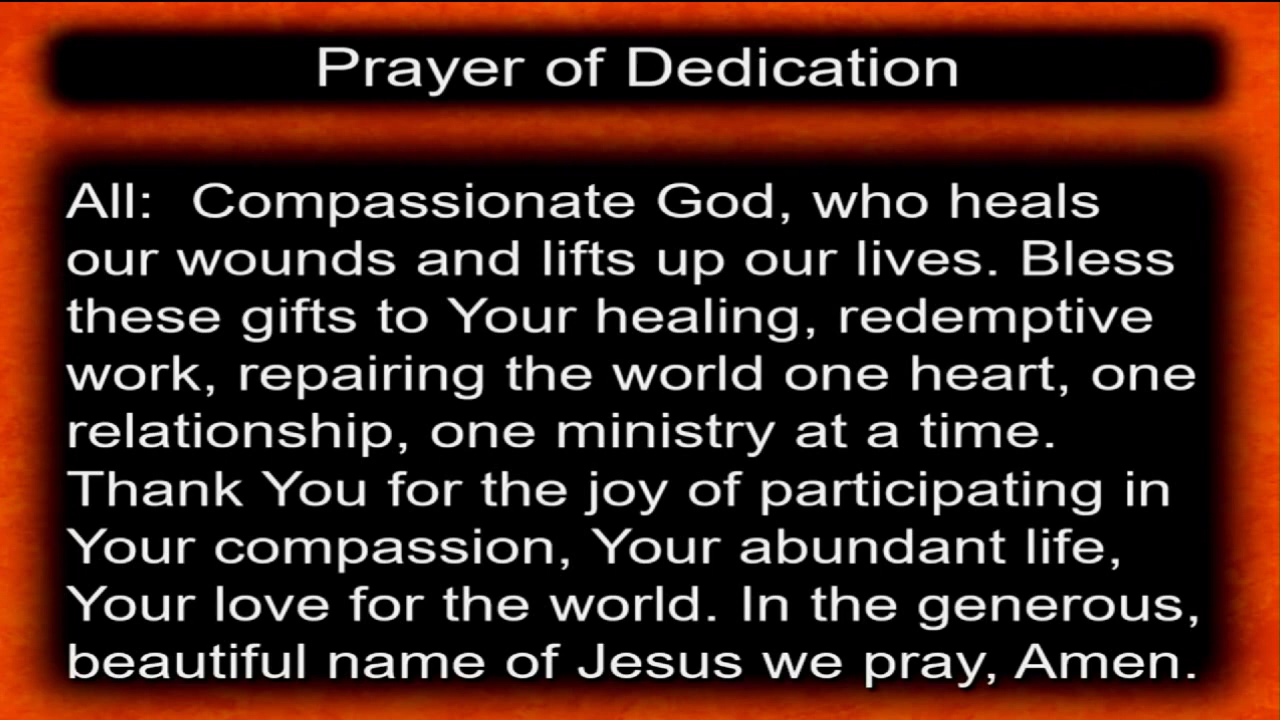 Prayer of Dedication
All:  Compassionate God, who heals
our wounds and lifts up our lives. Bless
these gifts to Your healing, redemptive
work, repairing the world one heart, one
relationship, one ministry at a time.
Thank You for the joy of participating in
Your compassion, Your abundant life,
Your love for the world. In the generous,
beautiful name of Jesus we pray, Amen.